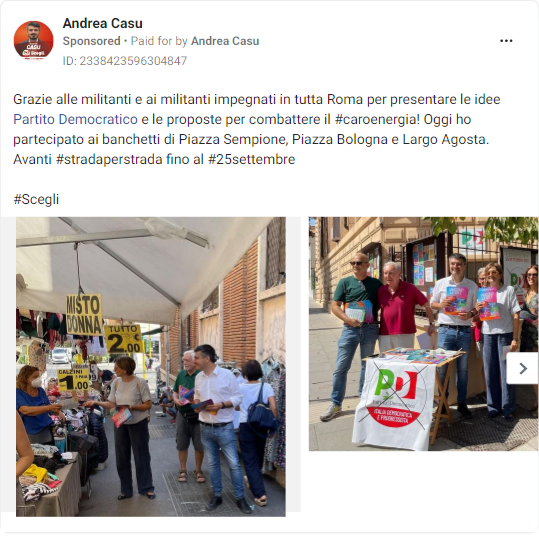 Andrea Casu
Sponsored • Paid for by Andrea Casu
ID: 2338423596304847
Grazie alle militanti e ai militanti impegnati in tutta Roma per presentare le idee
Partito Democratico e le proposte per combattere il #caroenergia! Oggi ho
partecipato ai banchetti di Piazza Sempione, Piazza Bologna e Largo Agosta.
Avanti #stradaperstrada fino al #25settembre
#Scegli
CASU
Scegli
MISTO
DONNA
TUTTO
2.00
CALZINI
1.00
PD
ITALIA DEMOCRATICA
E PROGRESSISTA